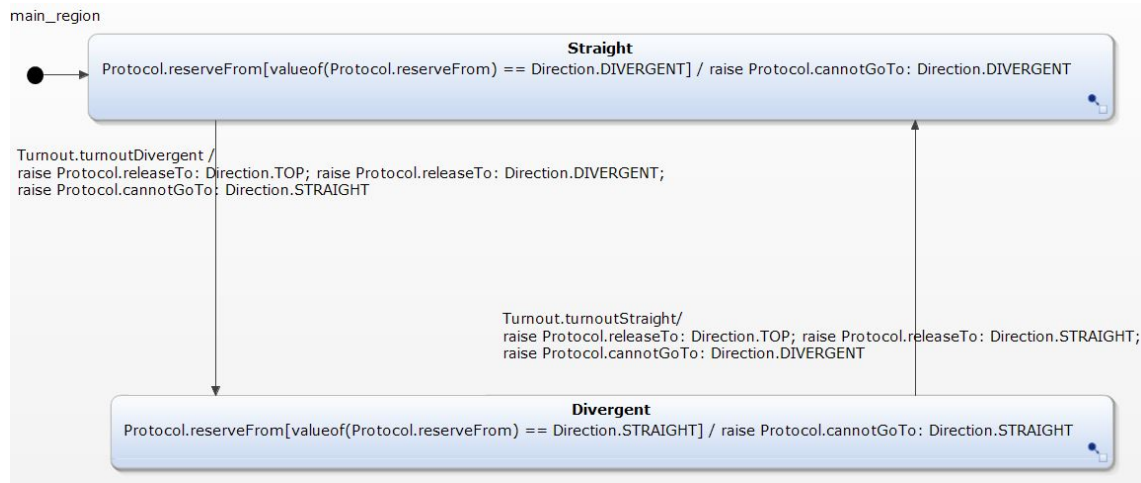 main_region
Straight
Protocol.reserveFrom[valueof(Protocol.reserveFrom) == Direction.DIVERGENT] / raise Protocol.cannotGoTo: Direction.DIVERGENT
Turnout.turnoutDivergent /
raise Protocol.releaseTo: Direction.TOP; raise Protocol.releaseTo: Direction.DIVERGENT;
raise Protocol.cannotGoTo: Direction.STRAIGHT
Turnout.turnoutStraight/
raise Protocol.releaseTo: Direction.TOP; raise Protocol.releaseTo: Direction.STRAIGHT;
raise Protocol.cannotGoTo: Direction.DIVERGENT
Divergent
Protocol.reserveFrom[valueof(Protocol.reserveFrom) == Direction.STRAIGHT] / raise Protocol.cannotGoTo: Direction.STRAIGHT